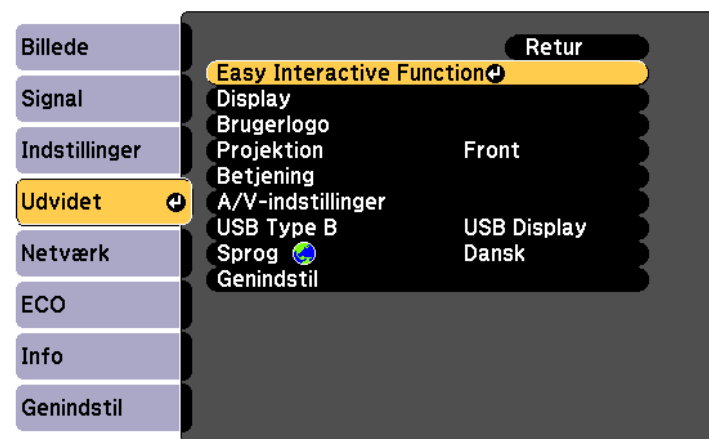 Billede
Signal
Indstillinger
Udvidet
Netværk
ECO
Info
Genindstil
Retur
Easy Interactive Function
Display
Brugerlogo
Projektion Front
Betjening
A/V-indstillinger
USB Type B USB Display
Sprog Dansk
Genindstil